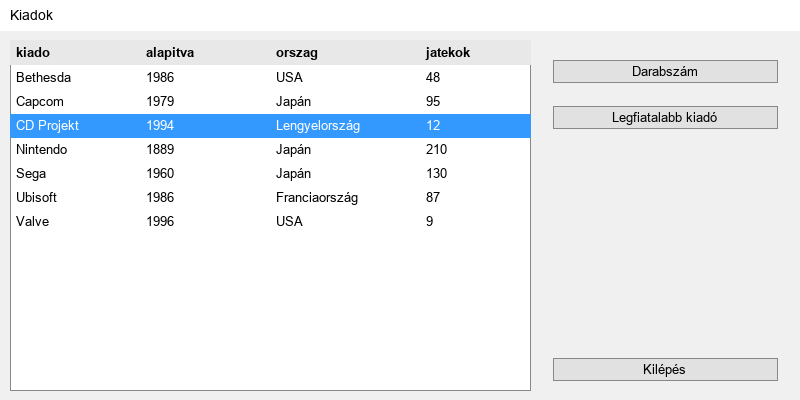 Kiadok
kiado alapitva orszag jatekok
Bethesda 1986 USA 48
Capcom 1979 Japán 95
CD Projekt 1994 Lengyelország 12
Nintendo 1889 Japán 210
Sega 1960 Japán 130
Ubisoft 1986 Franciaország 87
Valve 1996 USA 9
Darabszám
Legfiatalabb kiadó
Kilépés